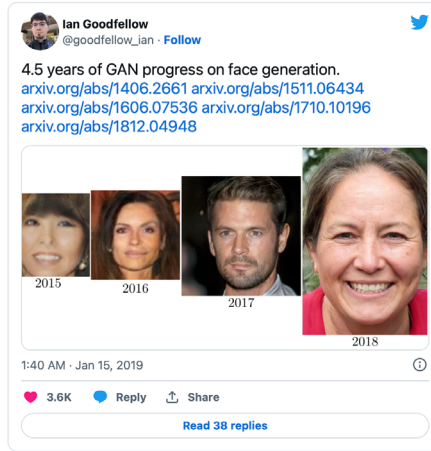 Ian Goodfellow
@goodfellow_ian · Follow
4.5 years of GAN progress on face generation.
arxiv.org/abs/1406.2661 arxiv.org/abs/1511.06434
arxiv.org/abs/1606.07536 arxiv.org/abs/1710.10196
arxiv.org/abs/1812.04948
2015
2016
2017
2018
1:40 AM · Jan 15, 2019
3.6K Reply Share
Read 38 replies